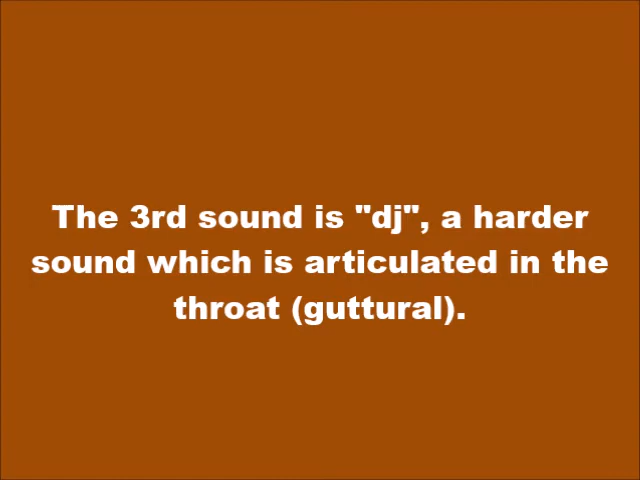 The 3rd sound is "dj", a harder
sound which is articulated in the
throat (guttural).